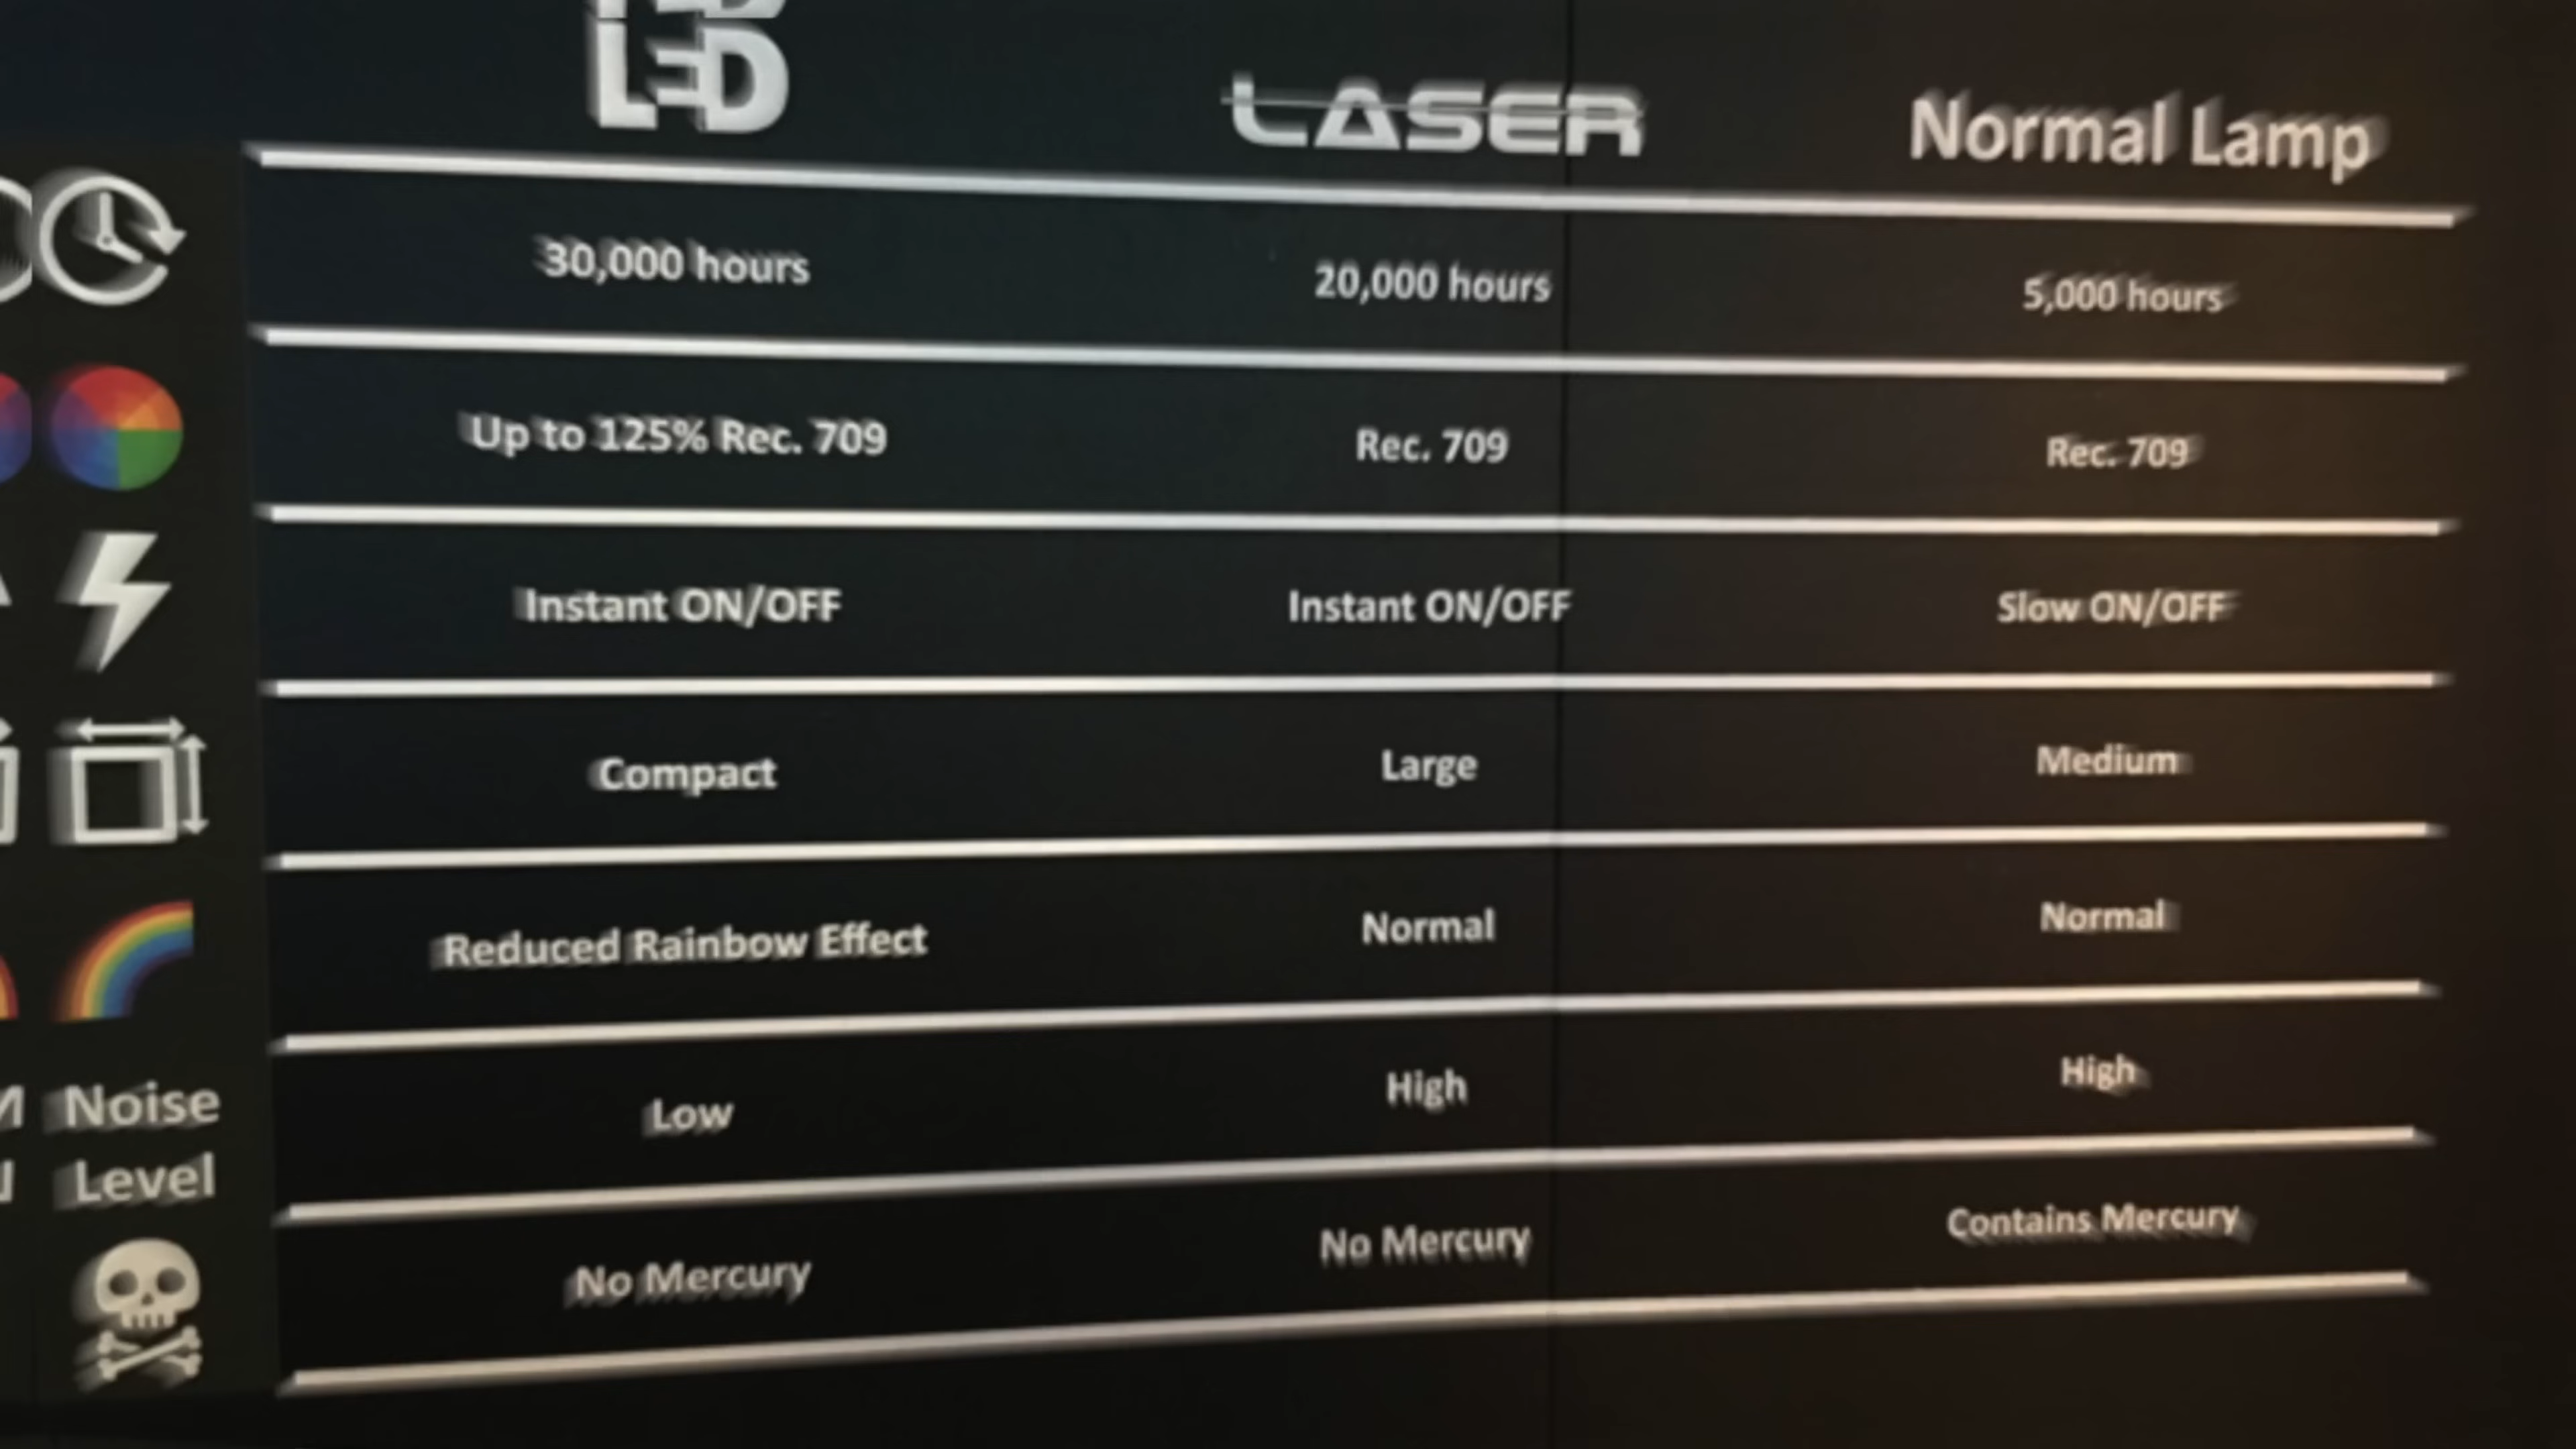 LED
LASER
Normal Lamp
30,000 hours
20,000 hours
5,000 hours
Up to 125% Rec. 709
Rec. 709
Rec. 709
Instant ON/OFF
Instant ON/OFF
Slow ON/OFF
Compact
Large
Medium
Reduced Rainbow Effect
Normal
Normal
Noise
Level
Low
High
High
No Mercury
No Mercury
Contains Mercury